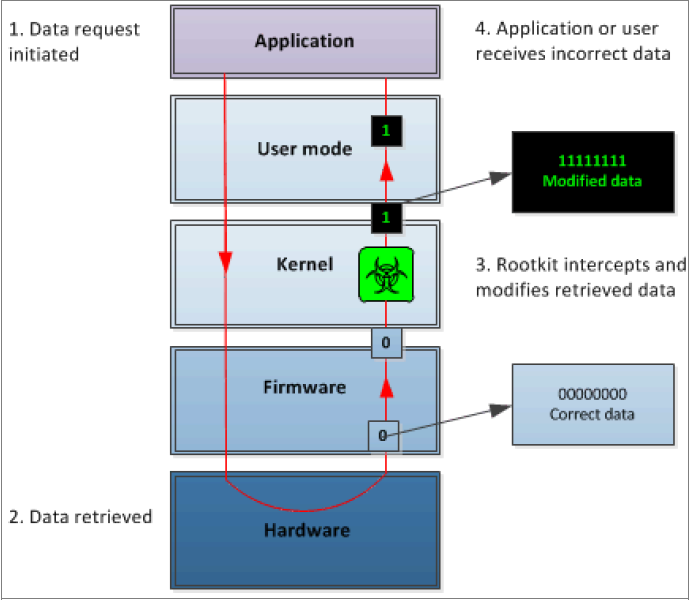 1. Data request
initiated
Application
4. Application or user
receives incorrect data
User mode
1
11111111
Modified data
1
Kernel
3. Rootkit intercepts and
modifies retrieved data
0
Firmware
00000000
Correct data
0
2. Data retrieved
Hardware